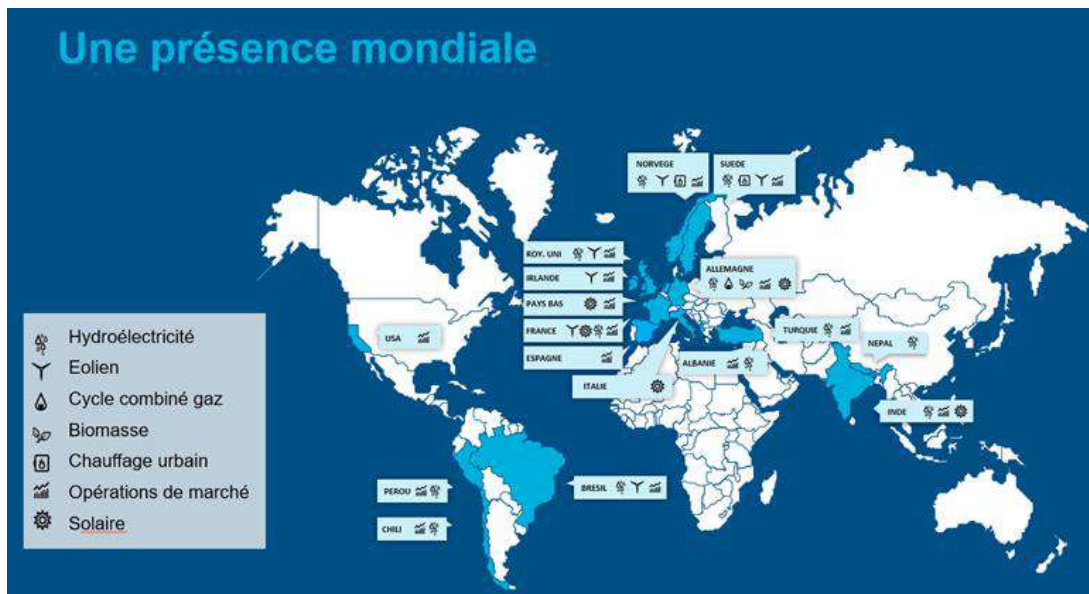 Une présence mondiale
NORVEGE
SUEDE
ROY. UNI
IRLANDE
PAYS BAS
FRANCE
ESPAGNE
ITALIE
ALLEMAGNE
ALBANIE
TURQUIE
NEPAL
INDE
USA
PEROU
CHILI
BRESIL
Hydroélectricité
Eolien
Cycle combiné gaz
Biomasse
Chauffage urbain
Opérations de marché
Solaire